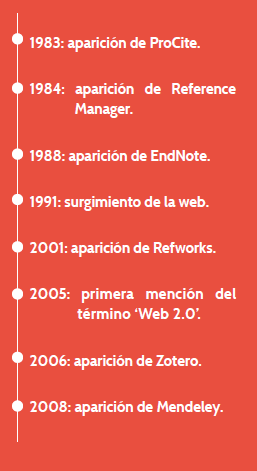 1983: aparición de ProCite.
1984: aparición de Reference
Manager.
1988: aparición de EndNote.
1991: surgimiento de la web.
2001: aparición de Refworks.
2005: primera mención del
término ‘Web 2.0’.
2006: aparición de Zotero.
2008: aparición de Mendeley.